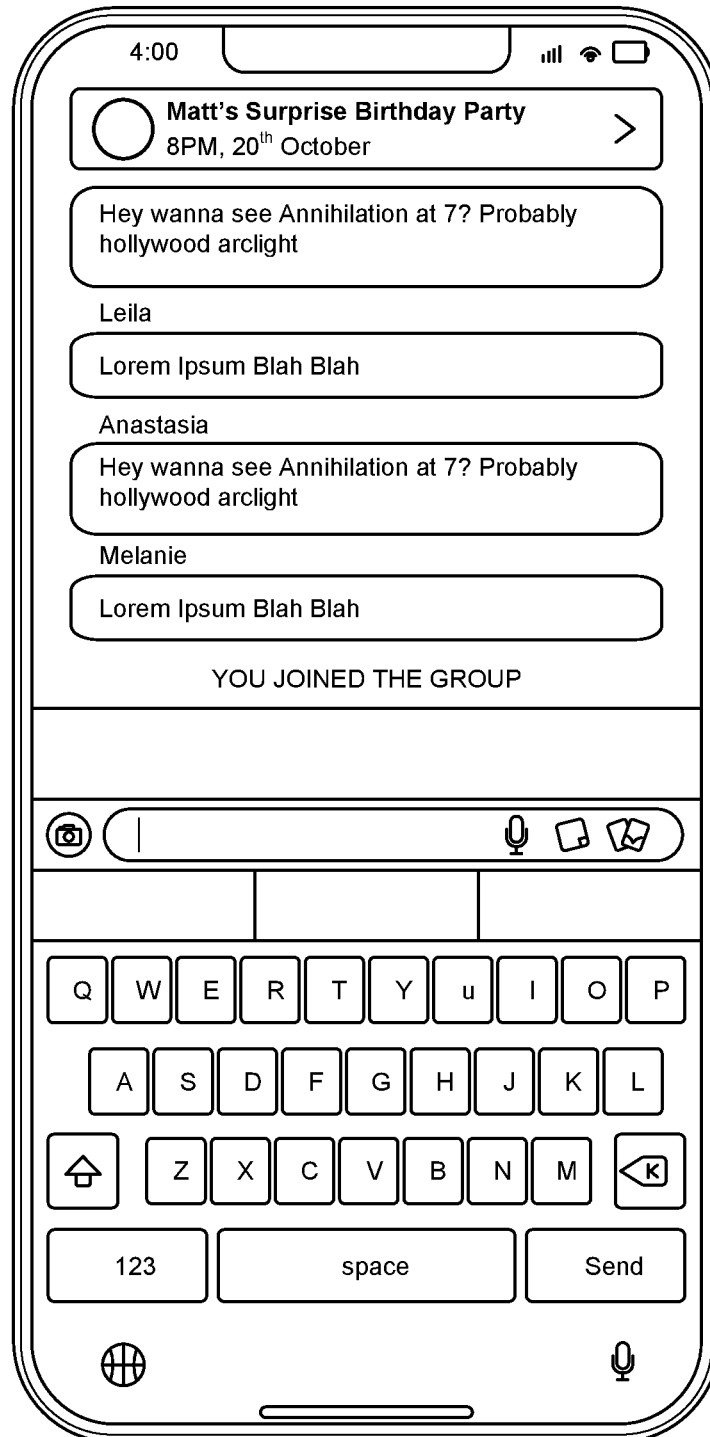 4:00
Matt’s Surprise Birthday Party
8PM, 20th October
Hey wanna see Annihilation at 7? Probably
hollywood arclight
Leila
Lorem Ipsum Blah Blah
Anastasia
Hey wanna see Annihilation at 7? Probably
hollywood arclight
Melanie
Lorem Ipsum Blah Blah
YOU JOINED THE GROUP
Q W E R T Y u I O P
A S D F G H J K L
Z X C V B N M K
123 space Send